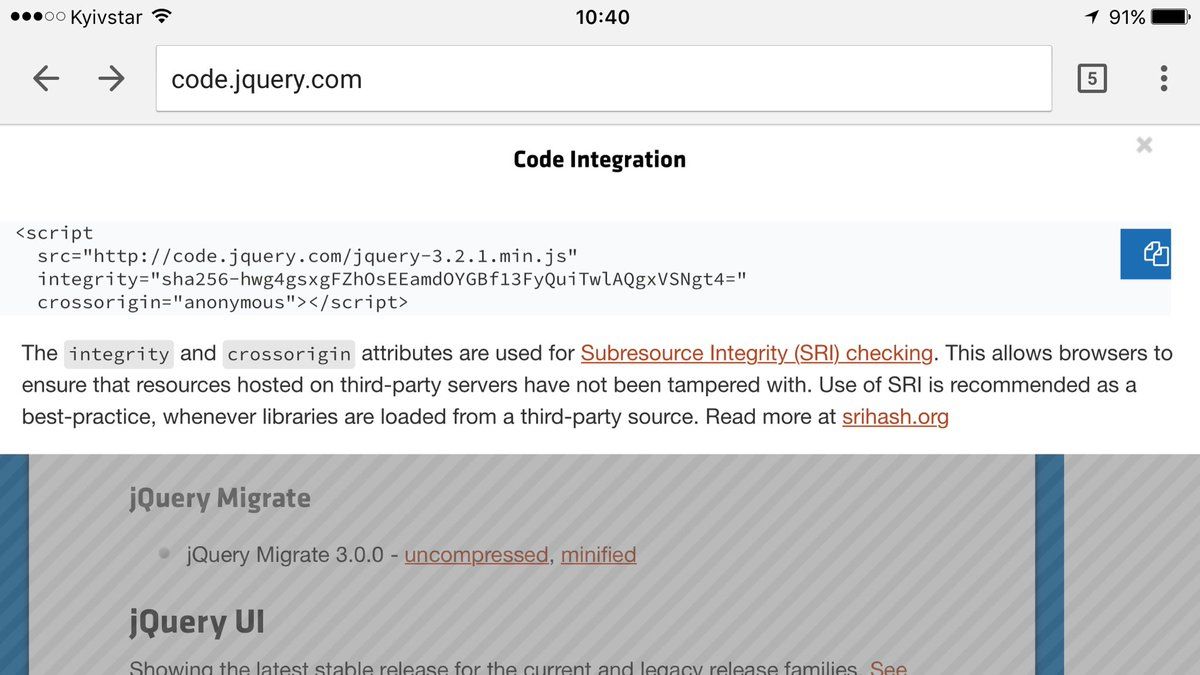 Kyivstar 10:40 91%
code.jquery.com 5
Code Integration
<script
src="http://code.jquery.com/jquery-3.2.1.min.js"
integrity="sha256-hwg4gsxgFZhOsEEamdOYGBf13FyQuiTwlAQgxVSNgt4="
crossorigin="anonymous"></script>
The integrity and crossorigin attributes are used for Subresource Integrity (SRI) checking. This allows browsers to
ensure that resources hosted on third-party servers have not been tampered with. Use of SRI is recommended as a
best-practice, whenever libraries are loaded from a third-party source. Read more at srihash.org
jQuery Migrate
jQuery Migrate 3.0.0 - uncompressed, minified
jQuery UI
Showing the latest stable release for the current and legacy release families. See